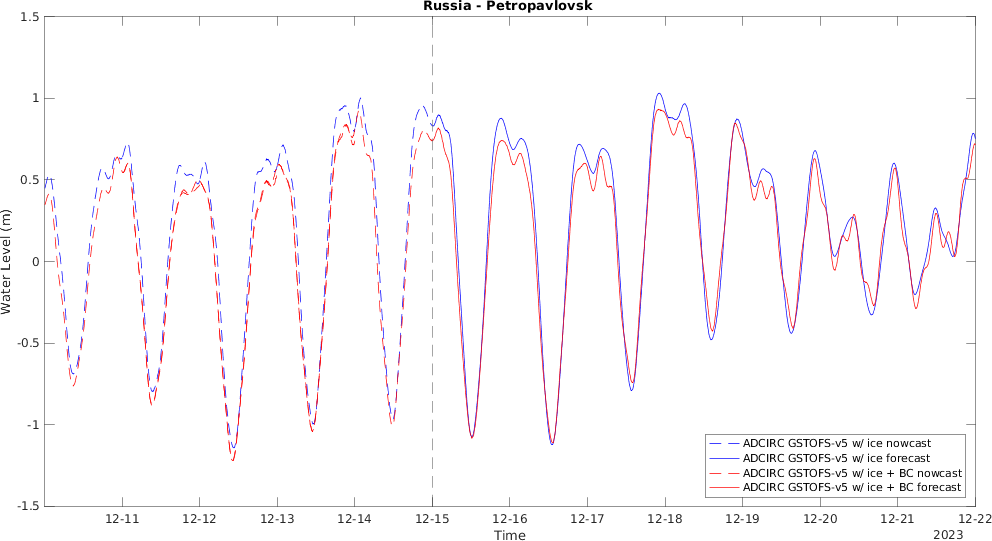 Russia - Petropavlovsk
1.5
1
0.5
0
-0.5
-1
-1.5
Water Level (m)
12-11
12-12
12-13
12-14
12-15
12-16
12-17
12-18
12-19
12-20
12-21
12-22
Time
2023
ADCIRC GSTOFS-v5 w/ ice nowcast
ADCIRC GSTOFS-v5 w/ ice forecast
ADCIRC GSTOFS-v5 w/ ice + BC nowcast
ADCIRC GSTOFS-v5 w/ ice + BC forecast